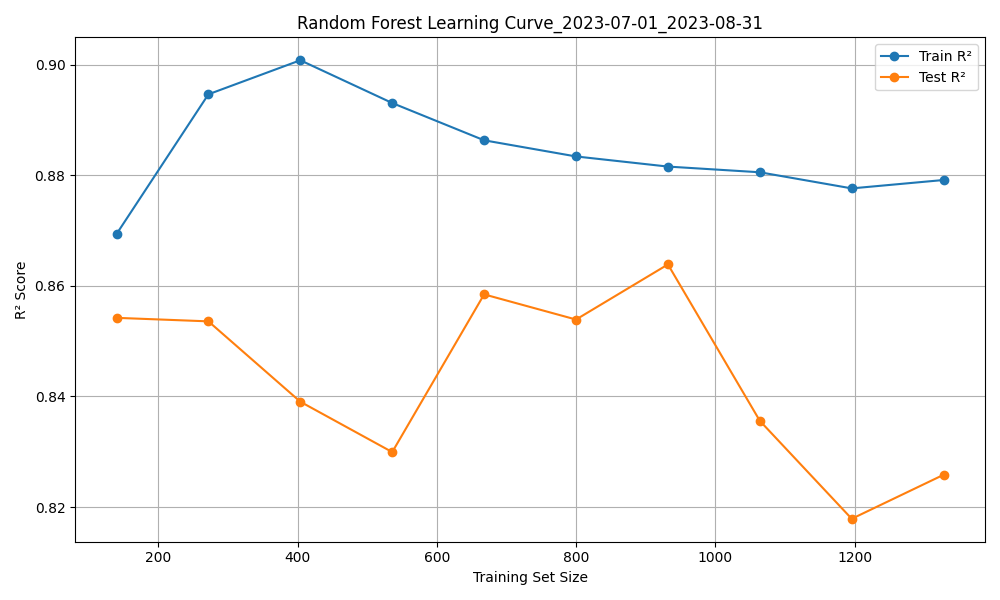 Random Forest Learning Curve_2023-07-01_2023-08-31
Train R²
Test R²
R² Score
0.90
0.88
0.86
0.84
0.82
200
400
600
800
1000
1200
Training Set Size